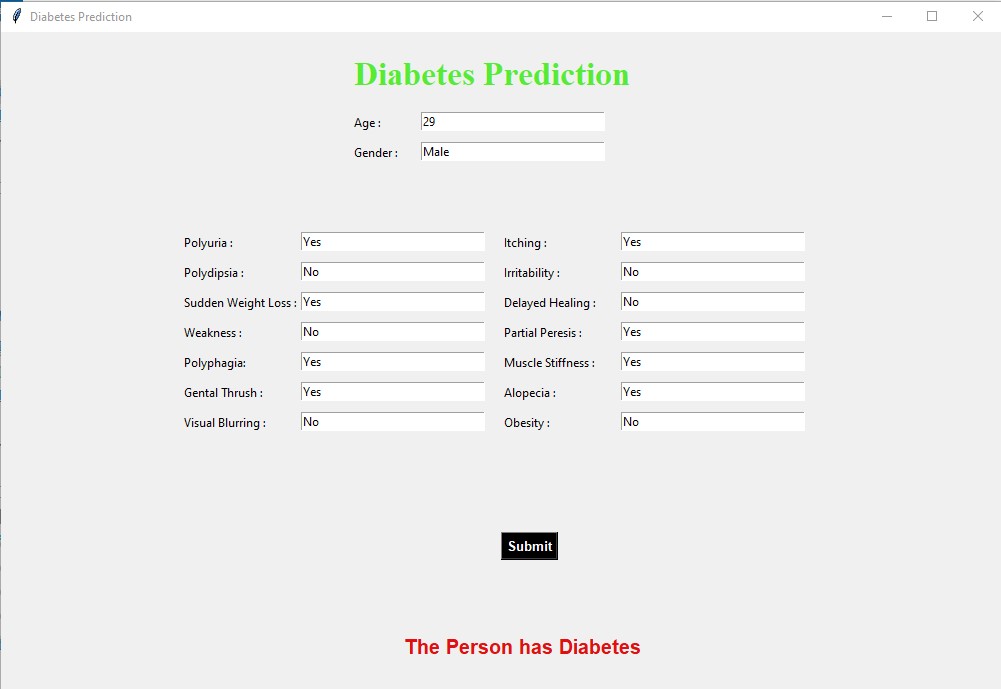 Diabetes Prediction
Diabetes Prediction
Age : 29
Gender : Male
Polyuria : Yes Itching : Yes
Polydipsia : No Irritability : No
Sudden Weight Loss : Yes Delayed Healing : No
Weakness : No Partial Peresis : Yes
Polyphagia: Yes Muscle Stiffness : Yes
Gental Thrush : Yes Alopecia : Yes
Visual Blurring : No Obesity : No
Submit
The Person has Diabetes